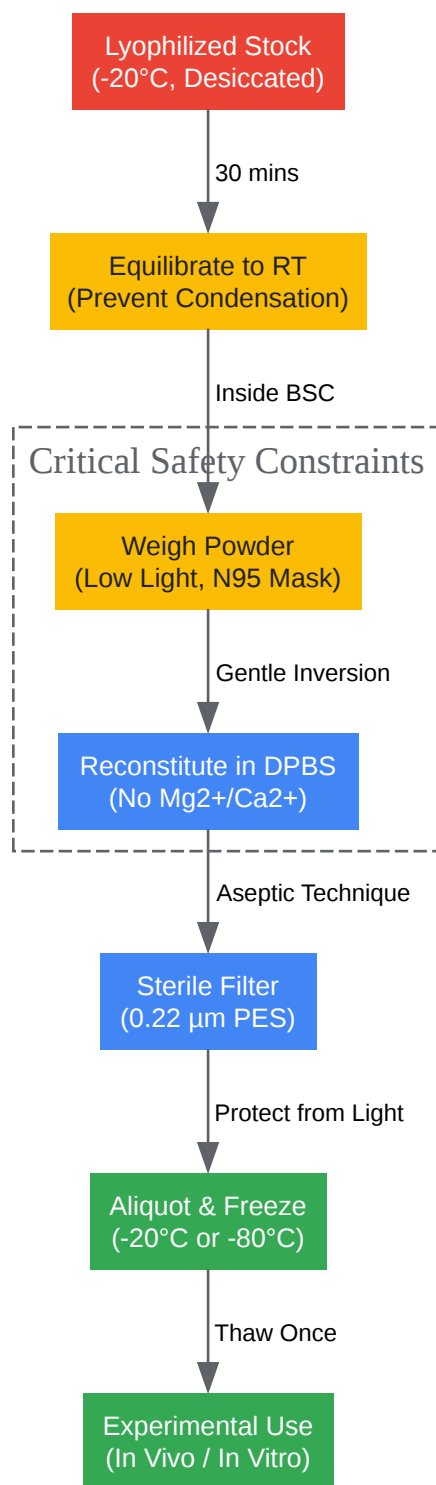 Lyophilized Stock
(-20°C, Desiccated)
30 mins
Equilibrate to RT
(Prevent Condensation)
Inside BSC
Critical Safety Constraints
Weigh Powder
(Low Light, N95 Mask)
Gentle Inversion
Reconstitute in DPBS
(No Mg2+/Ca2+)
Aseptic Technique
Sterile Filter
(0.22 µm PES)
Protect from Light
Aliquot & Freeze
(-20°C or -80°C)
Thaw Once
Experimental Use
(In Vivo / In Vitro)